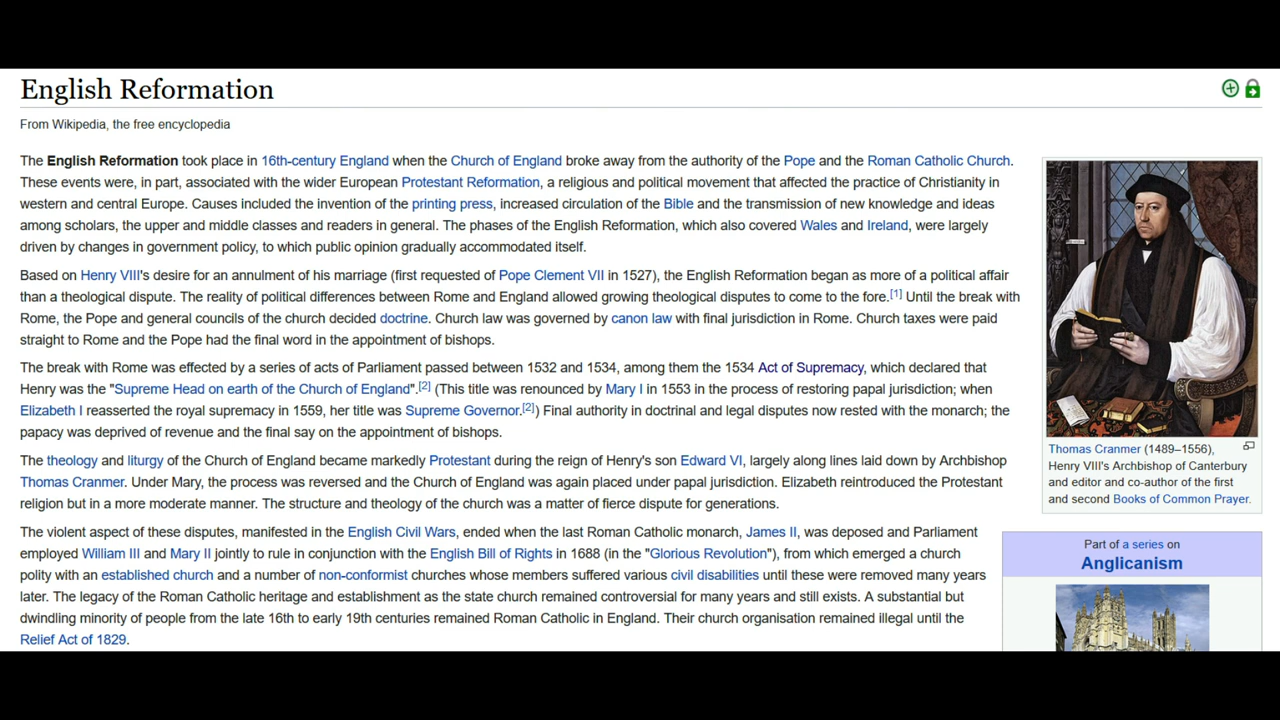 English Reformation
From Wikipedia, the free encyclopedia
The English Reformation took place in 16th-century England when the Church of England broke away from the authority of the Pope and the Roman Catholic Church.
These events were, in part, associated with the wider European Protestant Reformation, a religious and political movement that affected the practice of Christianity in
western and central Europe. Causes included the invention of the printing press, increased circulation of the Bible and the transmission of new knowledge and ideas
among scholars, the upper and middle classes and readers in general. The phases of the English Reformation, which also covered Wales and Ireland, were largely
driven by changes in government policy, to which public opinion gradually accommodated itself.
Based on Henry VIII's desire for an annulment of his marriage (first requested of Pope Clement VII in 1527), the English Reformation began as more of a political affair
than a theological dispute. The reality of political differences between Rome and England allowed growing theological disputes to come to the fore.[1] Until the break with
Rome, the Pope and general councils of the church decided doctrine. Church law was governed by canon law with final jurisdiction in Rome. Church taxes were paid
straight to Rome and the Pope had the final word in the appointment of bishops.
The break with Rome was effected by a series of acts of Parliament passed between 1532 and 1534, among them the 1534 Act of Supremacy, which declared that
Henry was the "Supreme Head on earth of the Church of England".[2] (This title was renounced by Mary I in 1553 in the process of restoring papal jurisdiction; when
Elizabeth I reasserted the royal supremacy in 1559, her title was Supreme Governor.[2]) Final authority in doctrinal and legal disputes now rested with the monarch; the
papacy was deprived of revenue and the final say on the appointment of bishops.
The theology and liturgy of the Church of England became markedly Protestant during the reign of Henry's son Edward VI, largely along lines laid down by Archbishop
Thomas Cranmer. Under Mary, the process was reversed and the Church of England was again placed under papal jurisdiction. Elizabeth reintroduced the Protestant
religion but in a more moderate manner. The structure and theology of the church was a matter of fierce dispute for generations.
The violent aspect of these disputes, manifested in the English Civil Wars, ended when the last Roman Catholic monarch, James II, was deposed and Parliament
employed William III and Mary II jointly to rule in conjunction with the English Bill of Rights in 1688 (in the "Glorious Revolution"), from which emerged a church
polity with an established church and a number of non-conformist churches whose members suffered various civil disabilities until these were removed many years
later. The legacy of the Roman Catholic heritage and establishment as the state church remained controversial for many years and still exists. A substantial but
dwindling minority of people from the late 16th to early 19th centuries remained Roman Catholic in England. Their church organisation remained illegal until the
Relief Act of 1829.
Thomas Cranmer (1489–1556),
Henry VIII's Archbishop of Canterbury
and editor and co-author of the first
and second Books of Common Prayer.
Part of a series on
Anglicanism